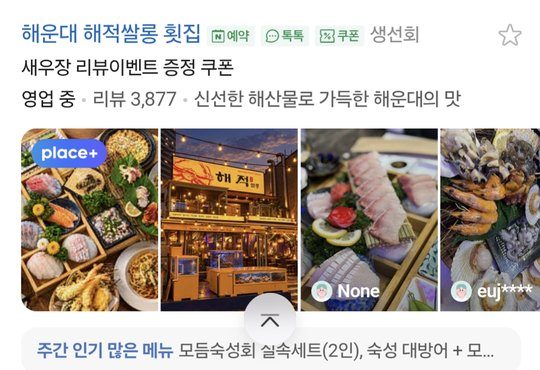 해운대 해적쌀롱 횟집 N 예약 톡톡 쿠폰 생선회
새우장 리뷰이벤트 증정 쿠폰
영업 중 · 리뷰 3,877 · 신선한 해산물로 가득한 해운대의 맛
place+
해적
None
euj****
주간 인기 많은 메뉴 모듬숙성회 실속세트(2인), 숙성 대방어 + 모...